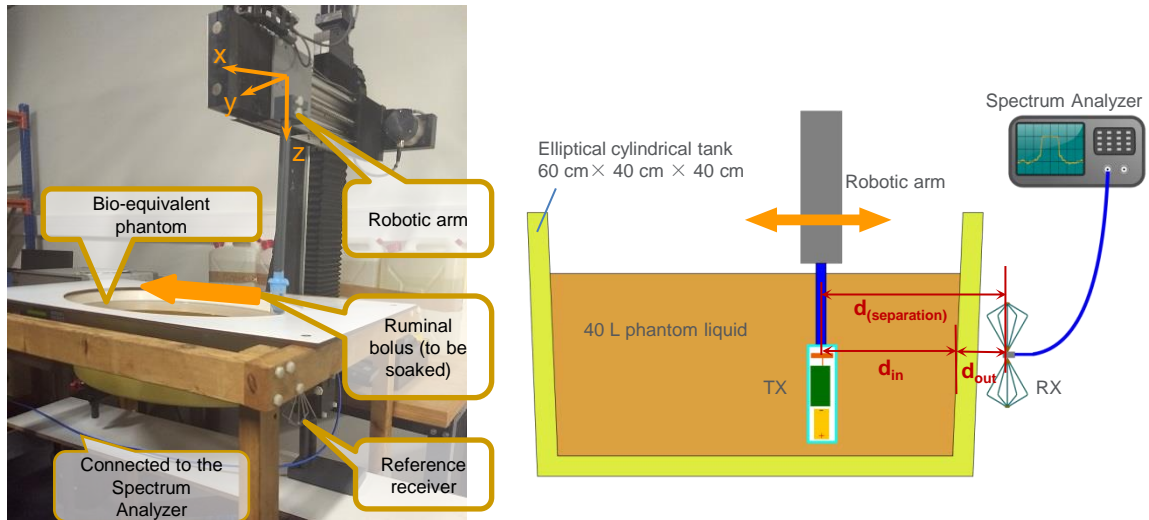 x
y
z
Bio-equivalent
phantom
Robotic arm
Ruminal
bolus (to be
soaked)
Connected to the
Spectrum
Analyzer
Reference
receiver
Spectrum Analyzer
Elliptical cylindrical tank
60 cm× 40 cm × 40 cm
Robotic arm
40 L phantom liquid
d(separation)
din
dout
TX
RX
-
+